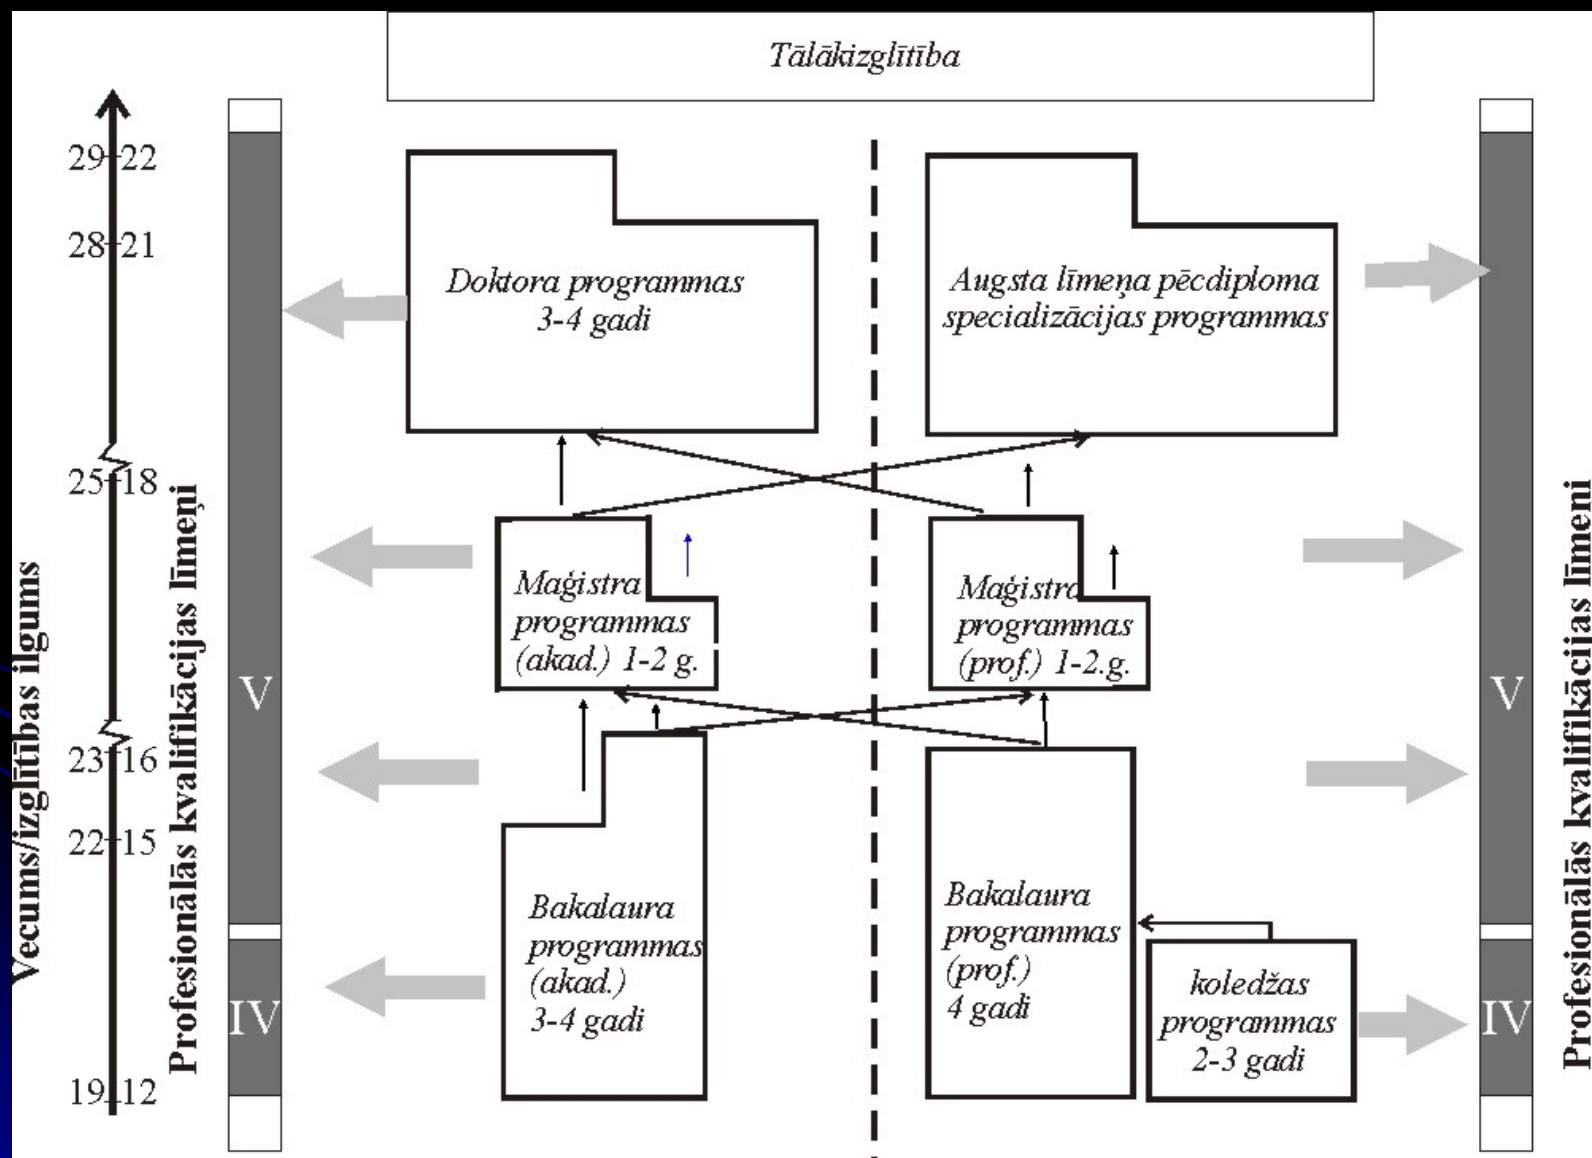 Tālākizglītība
29 22
28 21
Doktora programmas
3-4 gadi
Augsta līmeņa pēcdiploma
specializācijas programmas
25 18
Vecums/izglītības ilgums
Profesionālās kvalifikācijas līmeņi
Maģistra
programmas
(akad.) 1-2 g.
Maģistra
programmas
(prof.) 1-2.g.
Profesionālās kvalifikācijas līmeni
V
V
23 16
22 15
Bakalaura
programmas
(akad.)
3-4 gadi
Bakalaura
programmas
(prof.)
4 gadi
koledžas
programmas
2-3 gadi
IV
IV
19 12